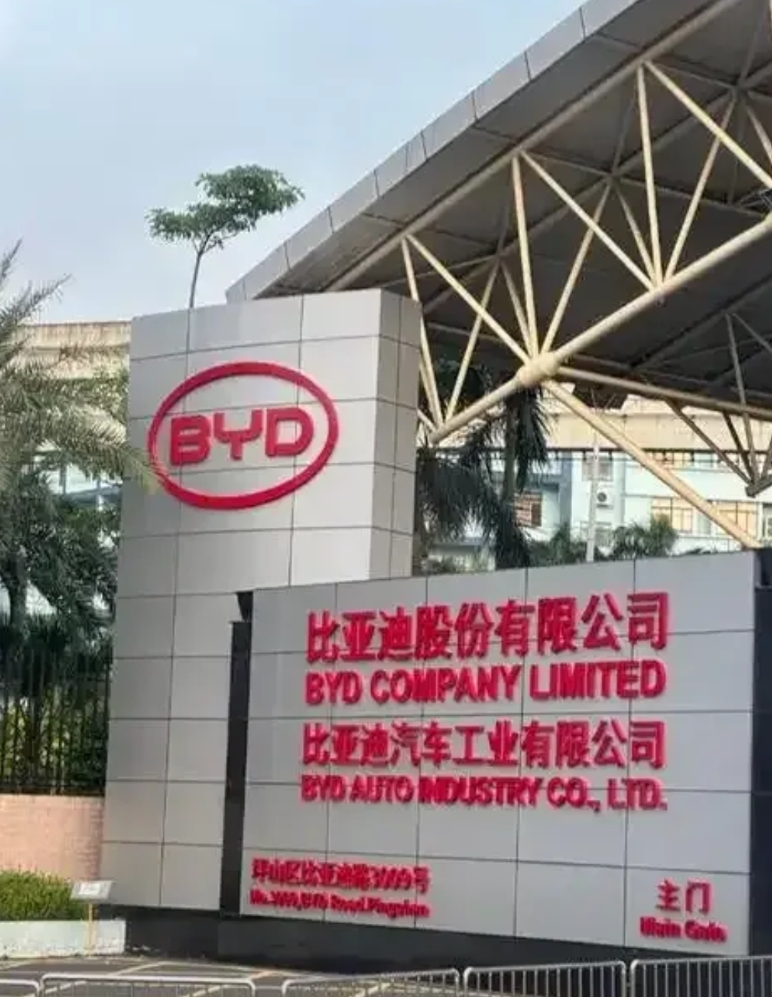 BYD
比亚迪股份有限公司
BYD COMPANY LIMITED
比亚迪汽车工业有限公司
BYD AUTO INDUSTRY CO., LTD.
坪山区比亚迪路3009号
No.3009,BYD Road,Pingshan
主门
Main Gate